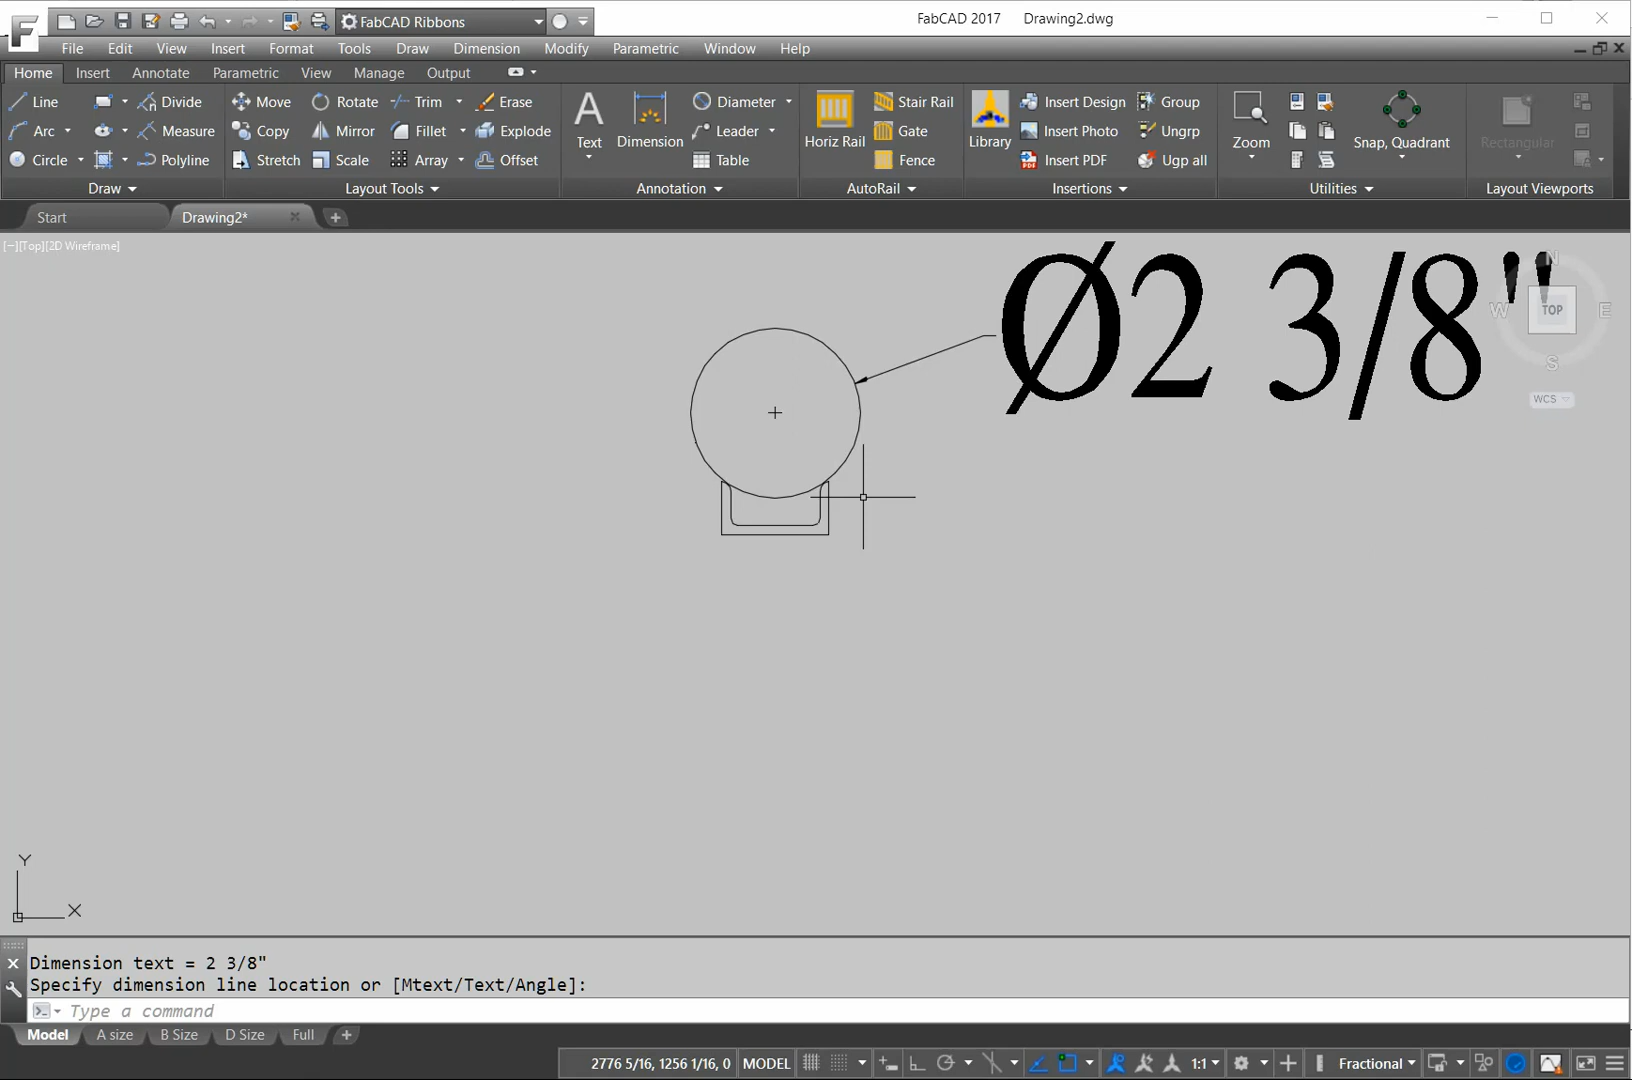 FabCAD Ribbons
FabCAD 2017 Drawing2.dwg
File Edit View Insert Format Tools Draw Dimension Modify Parametric Window Help
Home Insert Annotate Parametric View Manage Output
Line Divide Move Rotate Trim Erase Diameter Stair Rail Insert Design Group
Arc Measure Copy Mirror Fillet Explode Text Dimension Leader Horiz Rail Gate Library Insert Photo Ungrp Zoom Snap, Quadrant Rectangular
Circle Polyline Stretch Scale Array Offset Table Fence Insert PDF Ugp all
Draw Layout Tools Annotation AutoRail Insertions Utilities Layout Viewports
Start Drawing2*
[−][Top][2D Wireframe]
Ø2 3/8"
N
W TOP E
S
WCS
Y
X
Dimension text = 2 3/8"
Specify dimension line location or [Mtext/Text/Angle]:
Type a command
Model A size B Size D Size Full
2776 5/16, 1256 1/16, 0 MODEL 1:1 Fractional